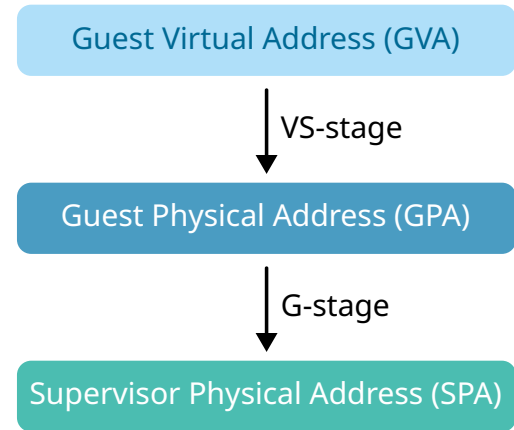 Guest Virtual Address (GVA)
VS-stage
Guest Physical Address (GPA)
G-stage
Supervisor Physical Address (SPA)